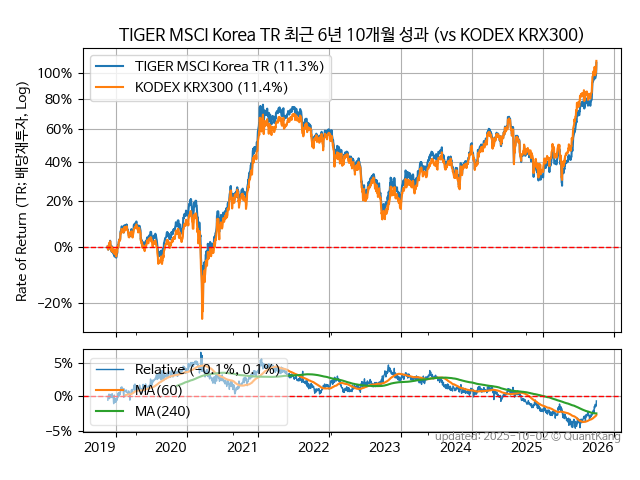 TIGER MSCI Korea TR 최근 6년 10개월 성과 (vs KODEX KRX300)
Rate of Return (TR: 배당재투자, Log)
TIGER MSCI Korea TR (11.3%)
KODEX KRX300 (11.4%)
100%
80%
60%
40%
20%
0%
−20%
Relative (−0.1%, 0.1%)
MA(60)
MA(240)
5%
0%
−5%
2019 2020 2021 2022 2023 2024 2025 2026
updated: 2025-10-02 © QuantKang